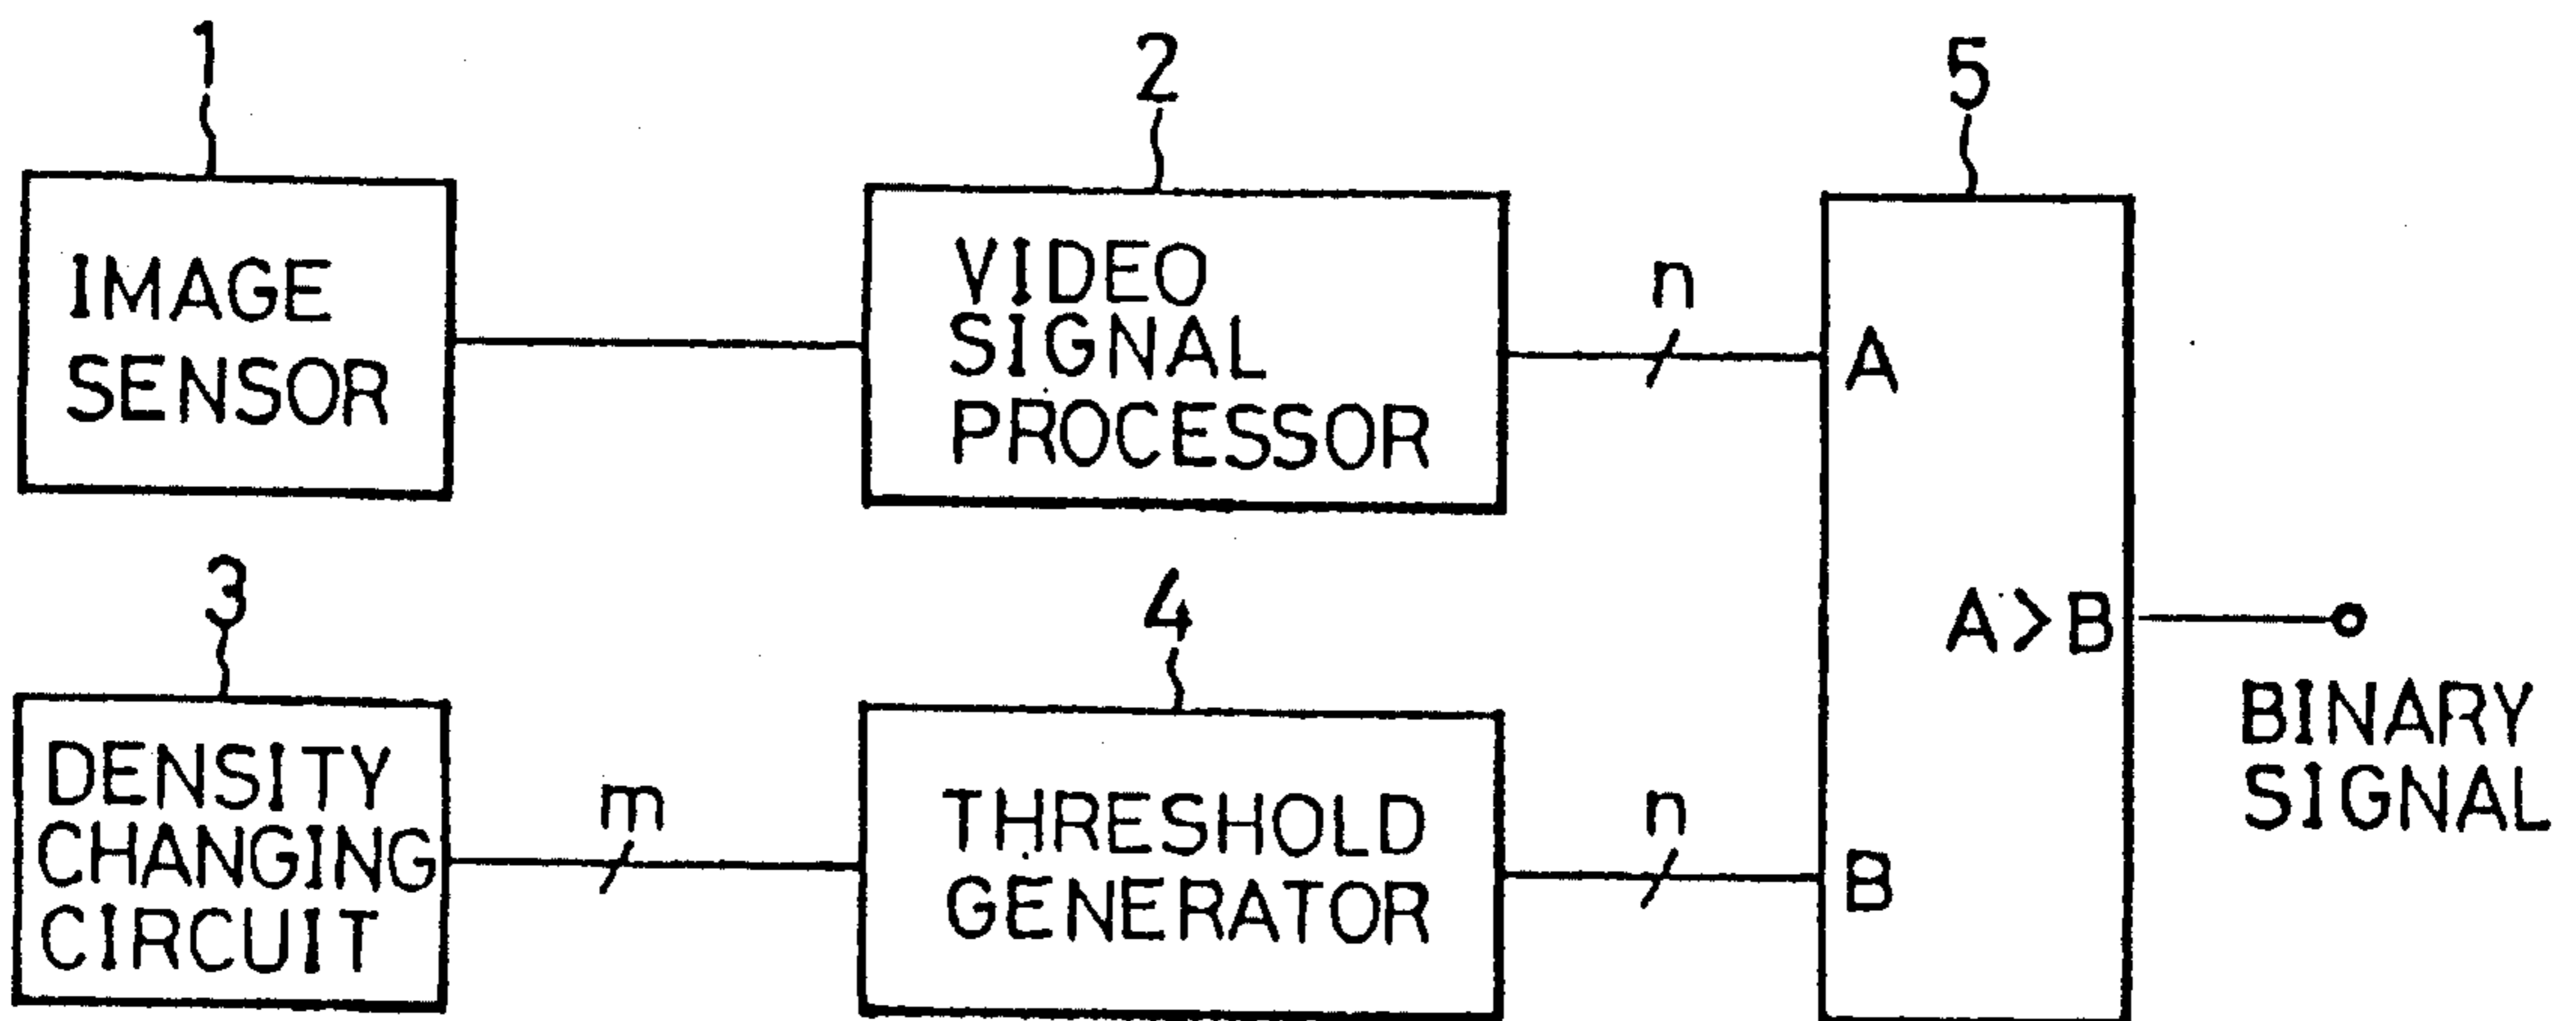 1
2
5
IMAGE
SENSOR
VIDEO
SIGNAL
PROCESSOR
n
A
3
4
A>B
BINARY
SIGNAL
DENSITY
CHANGING
CIRCUIT
m
THRESHOLD
GENERATOR
n
B